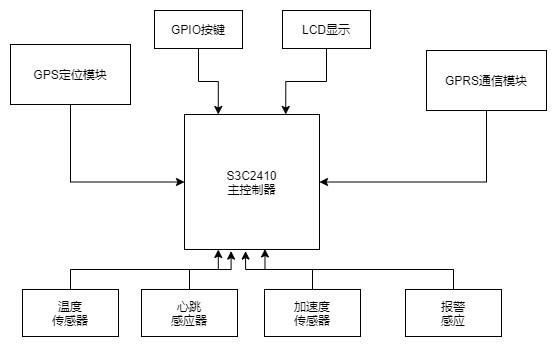 GPIO按键
LCD显示
GPS定位模块
GPRS通信模块
S3C2410
主控制器
温度
传感器
心跳
感应器
加速度
传感器
报警
感应